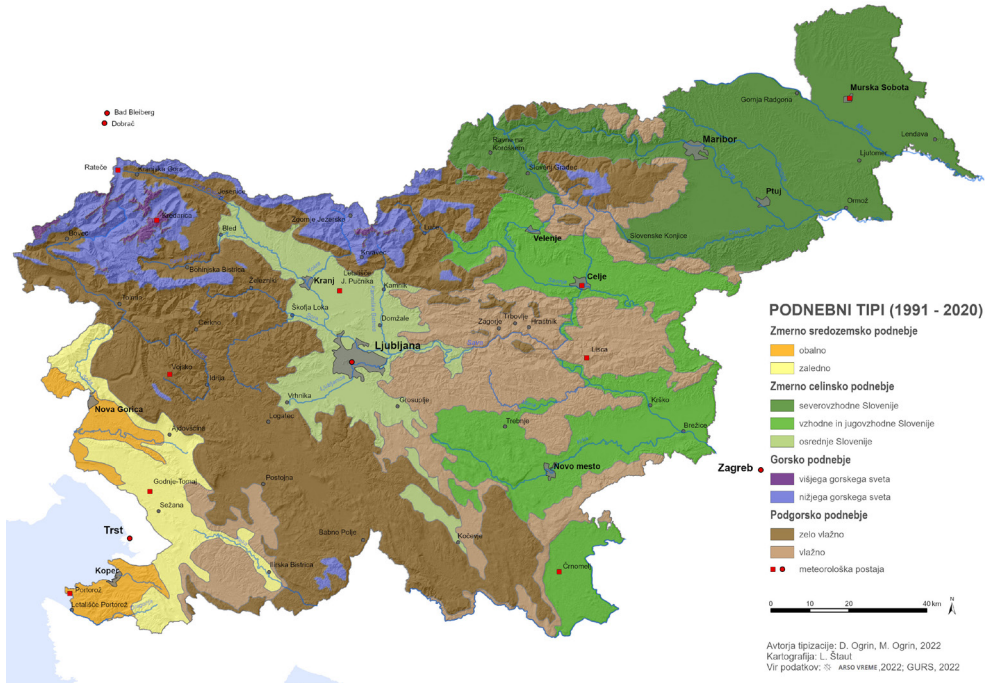 Bad Bleiberg
Dobrač
Murska Sobota
Gornja Radgona
Maribor
Lendava
Ljutomer
Ravne na
Koroškem
Rateče
Kranjska Gora
Slovenj Gradec
Jesenice
Ptuj
Ormož
Kredarica
Zgornje Jezersko
Luče
Bovec
Bled
Velenje
Slovenske Konjice
Krvavec
Bohinjska Bistrica
Celje
Kranj
Letališče
J. Pučnika
Kamnik
Železniki
Tolmin
Škofja Loka
Domžale
Trbovlje
Zagorje
Hrastnik
Cerkno
Ljubljana
Sava
Lisca
Vojsko
Idrija
Ljubljanica
Vrhnika
Grosuplje
Krško
Nova Gorica
Logatec
Trebnje
Brežice
Ajdovščina
Novo mesto
Zagreb
Postojna
Godnje-Tomaj
Sežana
Trst
Šabno Polje
Kočevje
Koper
Ilirska Bistrica
Črnomelj
Portorož
Letališče Portorož
PODNEBNI TIPI (1991 - 2020)
Zmerno sredozemsko podnebje
obalno
zaledno
Zmerno celinsko podnebje
severovzhodne Slovenije
vzhodne in jugovzhodne Slovenije
osrednje Slovenije
Gorsko podnebje
višjega gorskega sveta
nižjega gorskega sveta
Podgorsko podnebje
zelo vlažno
vlažno
meteorološka postaja
0 10 20 40 km
N
Avtorja tipizacije: D. Ogrin, M. Ogrin, 2022
Kartografija: L. Štaut
Vir podatkov: ARSO VREME ,2022; GURS, 2022